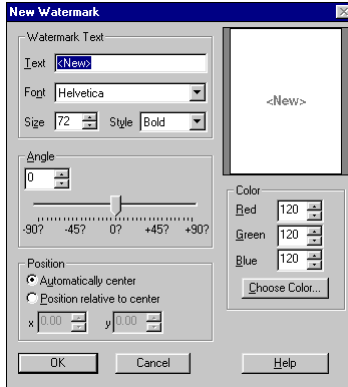 New Watermark
Watermark Text
Text <New>
Font Helvetica
Size 72 Style Bold
<New>
Angle
0
-90? -45? 0? +45? +90?
Color
Red 120
Green 120
Blue 120
Choose Color...
Position
Automatically center
Position relative to center
x 0.00 y 0.00
OK Cancel Help